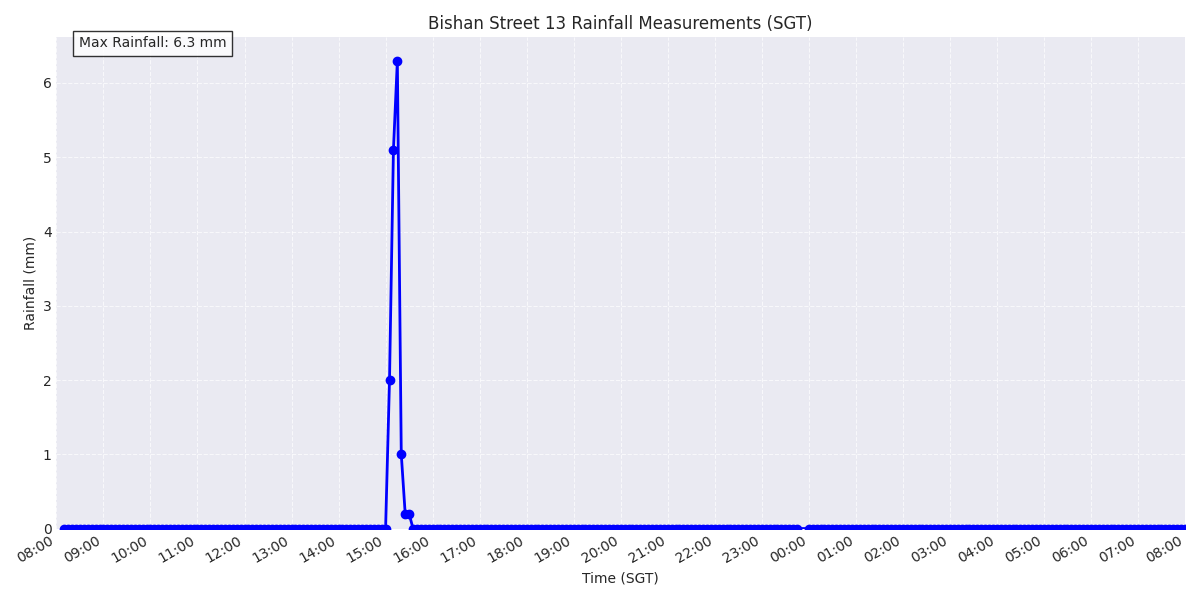 Bishan Street 13 Rainfall Measurements (SGT)
Max Rainfall: 6.3 mm
Rainfall (mm)
6
5
4
3
2
1
0
08:00 09:00 10:00 11:00 12:00 13:00 14:00 15:00 16:00 17:00 18:00 19:00 20:00 21:00 22:00 23:00 00:00 01:00 02:00 03:00 04:00 05:00 06:00 07:00 08:00
Time (SGT)